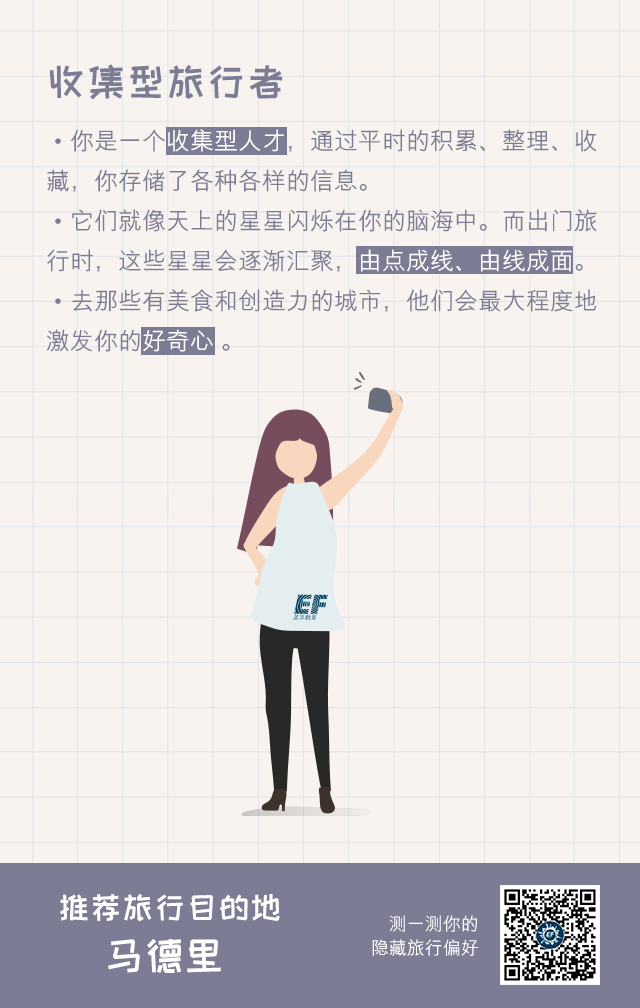 收集型旅行者
•你是一个收集型人才，通过平时的积累、整理、收
藏，你存储了各种各样的信息。
•它们就像天上的星星闪烁在你的脑海中。而出门旅
行时，这些星星会逐渐汇聚，由点成线、由线成面。
•去那些有美食和创造力的城市，他们会最大程度地
激发你的好奇心 。
EF
英孚教育
推荐旅行目的地
马德里
测一测你的
隐藏旅行偏好